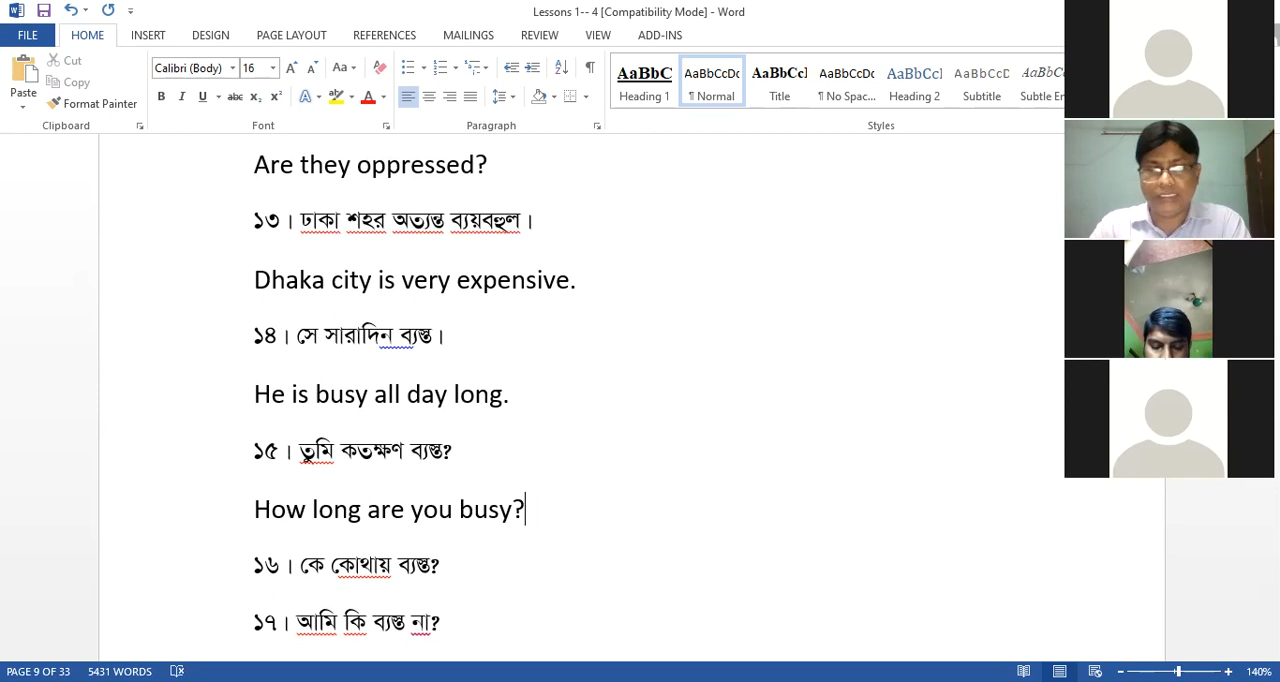 Lessons 1-- 4 [Compatibility Mode] - Word
FILE HOME INSERT DESIGN PAGE LAYOUT REFERENCES MAILINGS REVIEW VIEW ADD-INS
Cut
Copy
Format Painter
Paste
Clipboard
Calibri (Body) 16
Font
Paragraph
AaBbC AaBbCcDc AaBbCcl AaBbCcDc AaBbCcl AaBbCcD AaBbCc
Heading 1 ¶ Normal Title ¶ No Spac... Heading 2 Subtitle Subtle Em
Styles
Are they oppressed?
১৩। ঢাকা শহর অত্যন্ত ব্যয়বহুল।
Dhaka city is very expensive.
১৪। সে সারাদিন ব্যস্ত।
He is busy all day long.
১৫। তুমি কতক্ষণ ব্যস্ত?
How long are you busy?
১৬। কে কোথায় ব্যস্ত?
১৭। আমি কি ব্যস্ত না?
PAGE 9 OF 33 5431 WORDS 140%